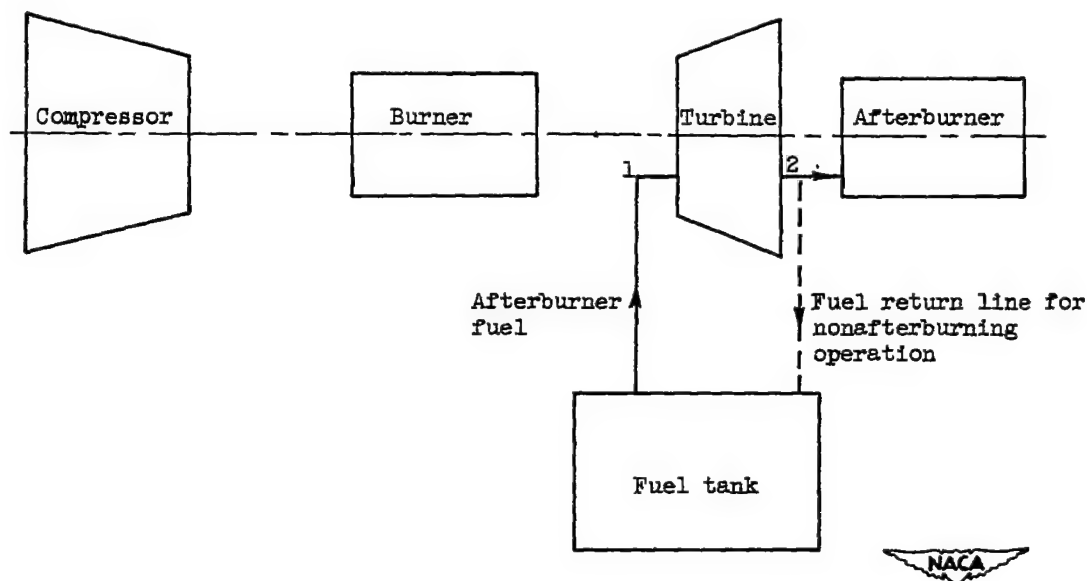 Compressor
Burner
Turbine
Afterburner
1
2
Afterburner
fuel
Fuel return line for
nonafterburning
operation
Fuel tank
NACA